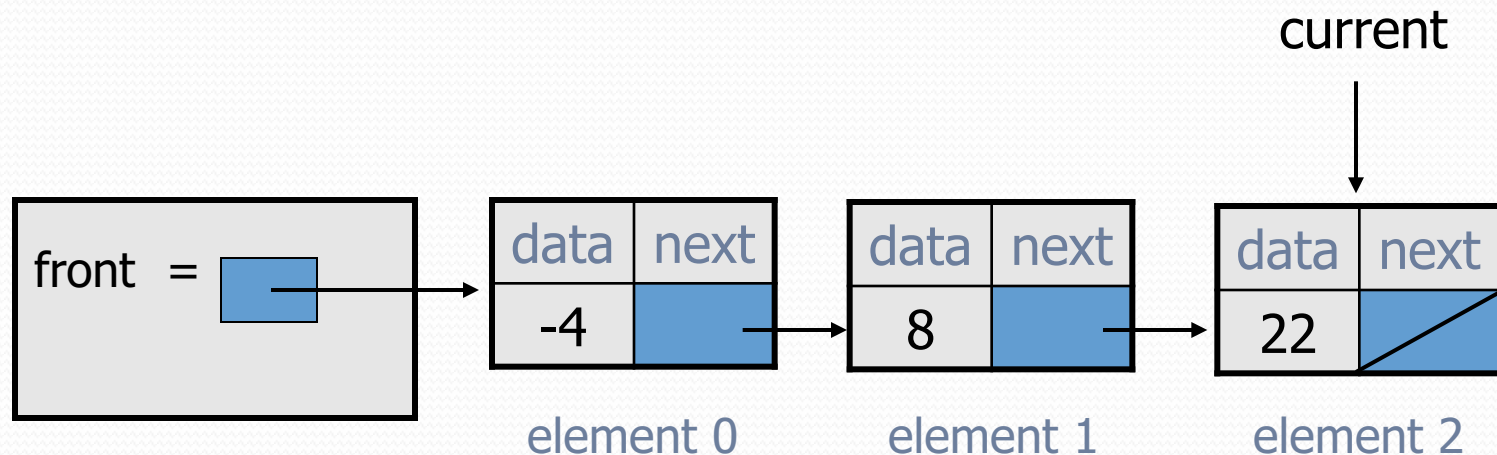 current
front =
data next
-4
element 0
data next
8
element 1
data next
22
element 2